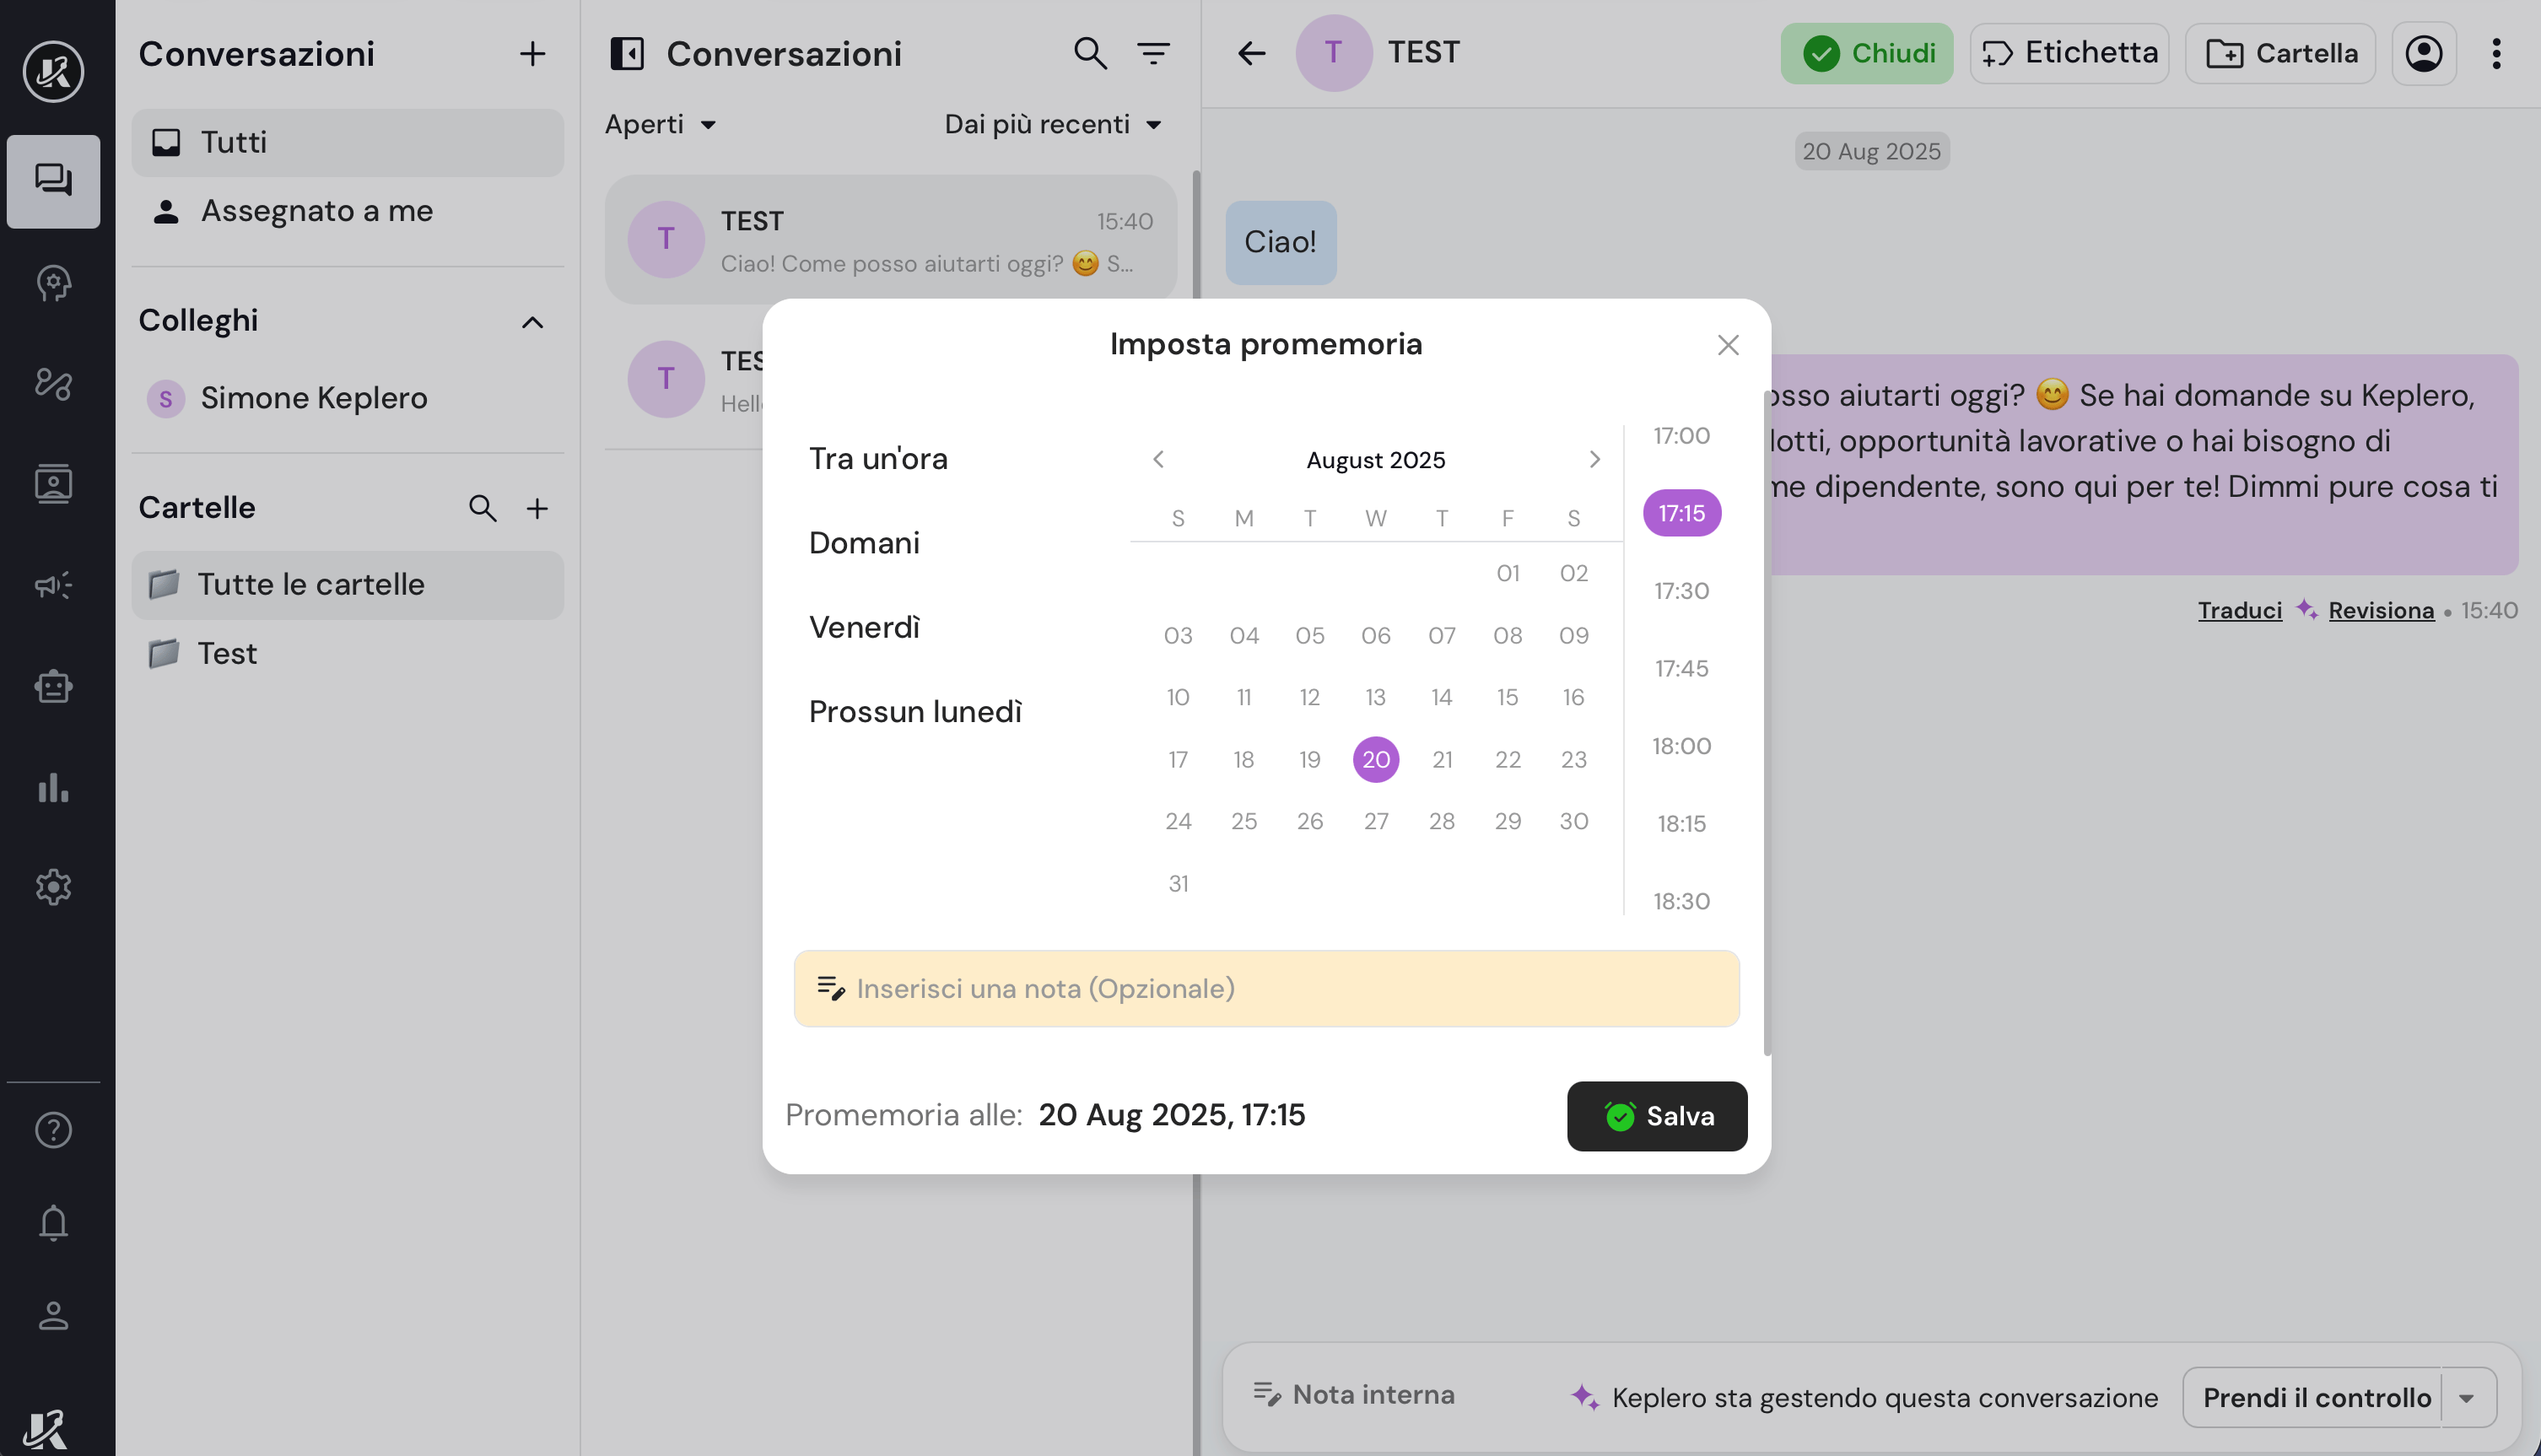 Conversazioni
Tutti
Assegnato a me
Colleghi
S Simone Keplero
Cartelle
Tutte le cartelle
Test
Conversazioni
Aperti
Dai più recenti
T
TEST
15:40
Ciao! Come posso aiutarti oggi? 😊 S...
T
T TEST
Chiudi
Etichetta
Cartella
20 Aug 2025
Ciao!
aiutarti oggi? 😊 Se hai domande su Keplero,
opportunità lavorative o hai bisogno di
dipendente, sono qui per te! Dimmi pure cosa ti
Traduci
Revisiona • 15:40
Imposta promemoria
Tra un'ora
Domani
Venerdì
Prossun lunedì
August 2025
S M T W T F S
01 02
03 04 05 06 07 08 09
10 11 12 13 14 15 16
17 18 19 20 21 22 23
24 25 26 27 28 29 30
31
17:00
17:15
17:30
17:45
18:00
18:15
18:30
Inserisci una nota (Opzionale)
Promemoria alle: 20 Aug 2025, 17:15
Salva
Nota interna
Keplero sta gestendo questa conversazione
Prendi il controllo